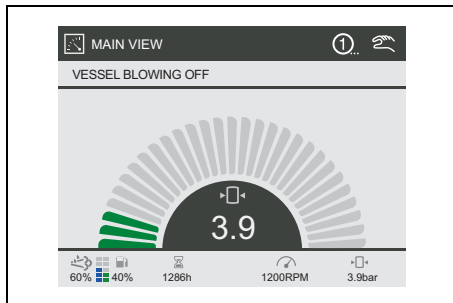 MAIN VIEW
1...
VESSEL BLOWING OFF
3.9
60% 40% 1286h 1200RPM 3.9bar